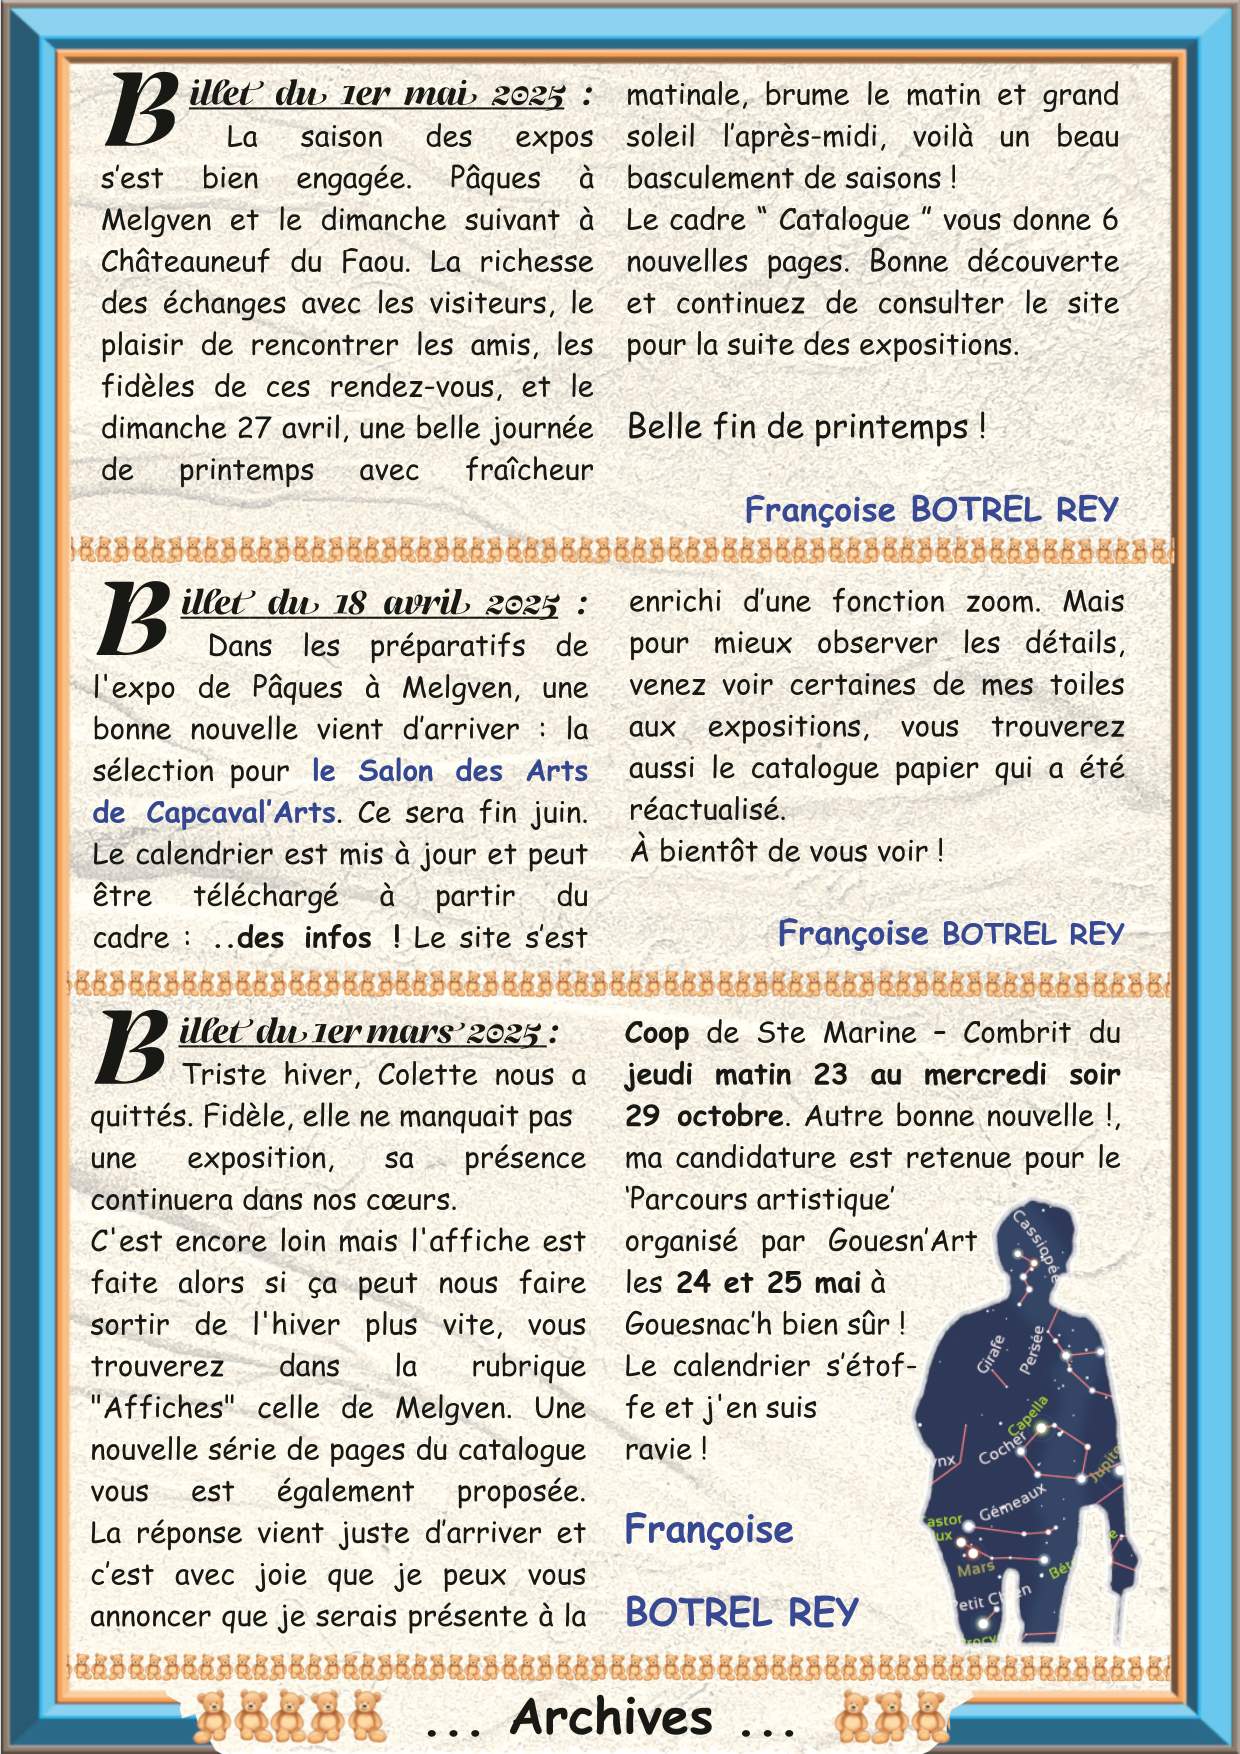 Billet du 1er mai 2025 :
La saison des expos
s’est bien engagée. Pâques à
Melgven et le dimanche suivant à
Châteauneuf du Faou. La richesse
des échanges avec les visiteurs, le
plaisir de rencontrer les amis, les
fidèles de ces rendez-vous, et le
dimanche 27 avril, une belle journée
de printemps avec fraîcheur
matinale, brume le matin et grand
soleil l’après-midi, voilà un beau
basculement de saisons !
Le cadre “ Catalogue ” vous donne 6
nouvelles pages. Bonne découverte
et continuez de consulter le site
pour la suite des expositions.
Belle fin de printemps !
Françoise BOTREL REY
Billet du 18 avril 2025 :
Dans les préparatifs de
l'expo de Pâques à Melgven, une
bonne nouvelle vient d’arriver : la
sélection pour le Salon des Arts
de Capcaval’Arts. Ce sera fin juin.
Le calendrier est mis à jour et peut
être téléchargé à partir du
cadre : ..des infos ! Le site s’est
enrichi d’une fonction zoom. Mais
pour mieux observer les détails,
venez voir certaines de mes toiles
aux expositions, vous trouverez
aussi le catalogue papier qui a été
réactualisé.
À bientôt de vous voir !
Françoise BOTREL REY
Billet du 1er mars 2025 :
Triste hiver, Colette nous a
quittés. Fidèle, elle ne manquait pas
une exposition, sa présence
continuera dans nos cœurs.
C'est encore loin mais l'affiche est
faite alors si ça peut nous faire
sortir de l'hiver plus vite, vous
trouverez dans la rubrique
"Affiches" celle de Melgven. Une
nouvelle série de pages du catalogue
vous est également proposée.
La réponse vient juste d’arriver et
c’est avec joie que je peux vous
annoncer que je serais présente à la
Coop de Ste Marine – Combrit du
jeudi matin 23 au mercredi soir
29 octobre. Autre bonne nouvelle !,
ma candidature est retenue pour le
‘Parcours artistique’
organisé par Gouesn’Art
les 24 et 25 mai à
Gouesnac’h bien sûr !
Le calendrier s’étof-
fe et j'en suis
ravie !
Françoise
BOTREL REY
Cassiopée
Girafe
Persée
Capella
Cocher
ynx
Jupite
Gémeaux
astor
ux
Mars
Bét
Petit Chien
rocy
... Archives ...